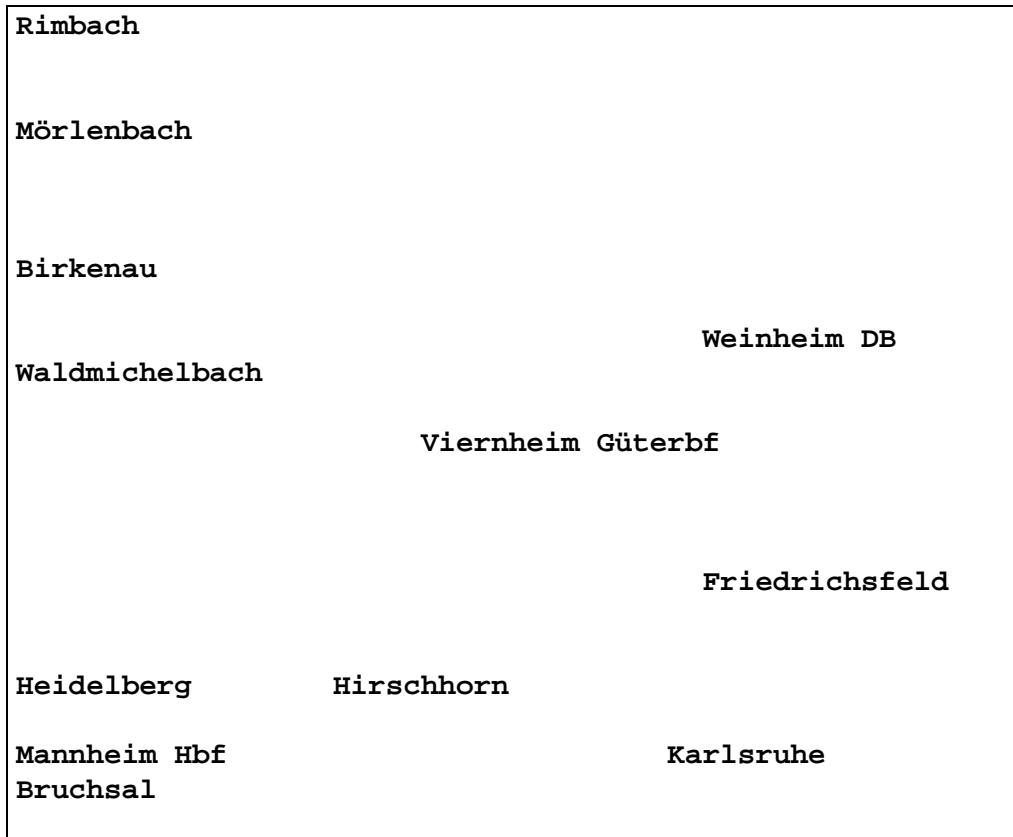 Rimbach
Mörlenbach
Birkenau
Weinheim DB
Waldmichelbach
Viernheim Güterbf
Friedrichsfeld
Heidelberg Hirschhorn
Mannheim Hbf Karlsruhe
Bruchsal